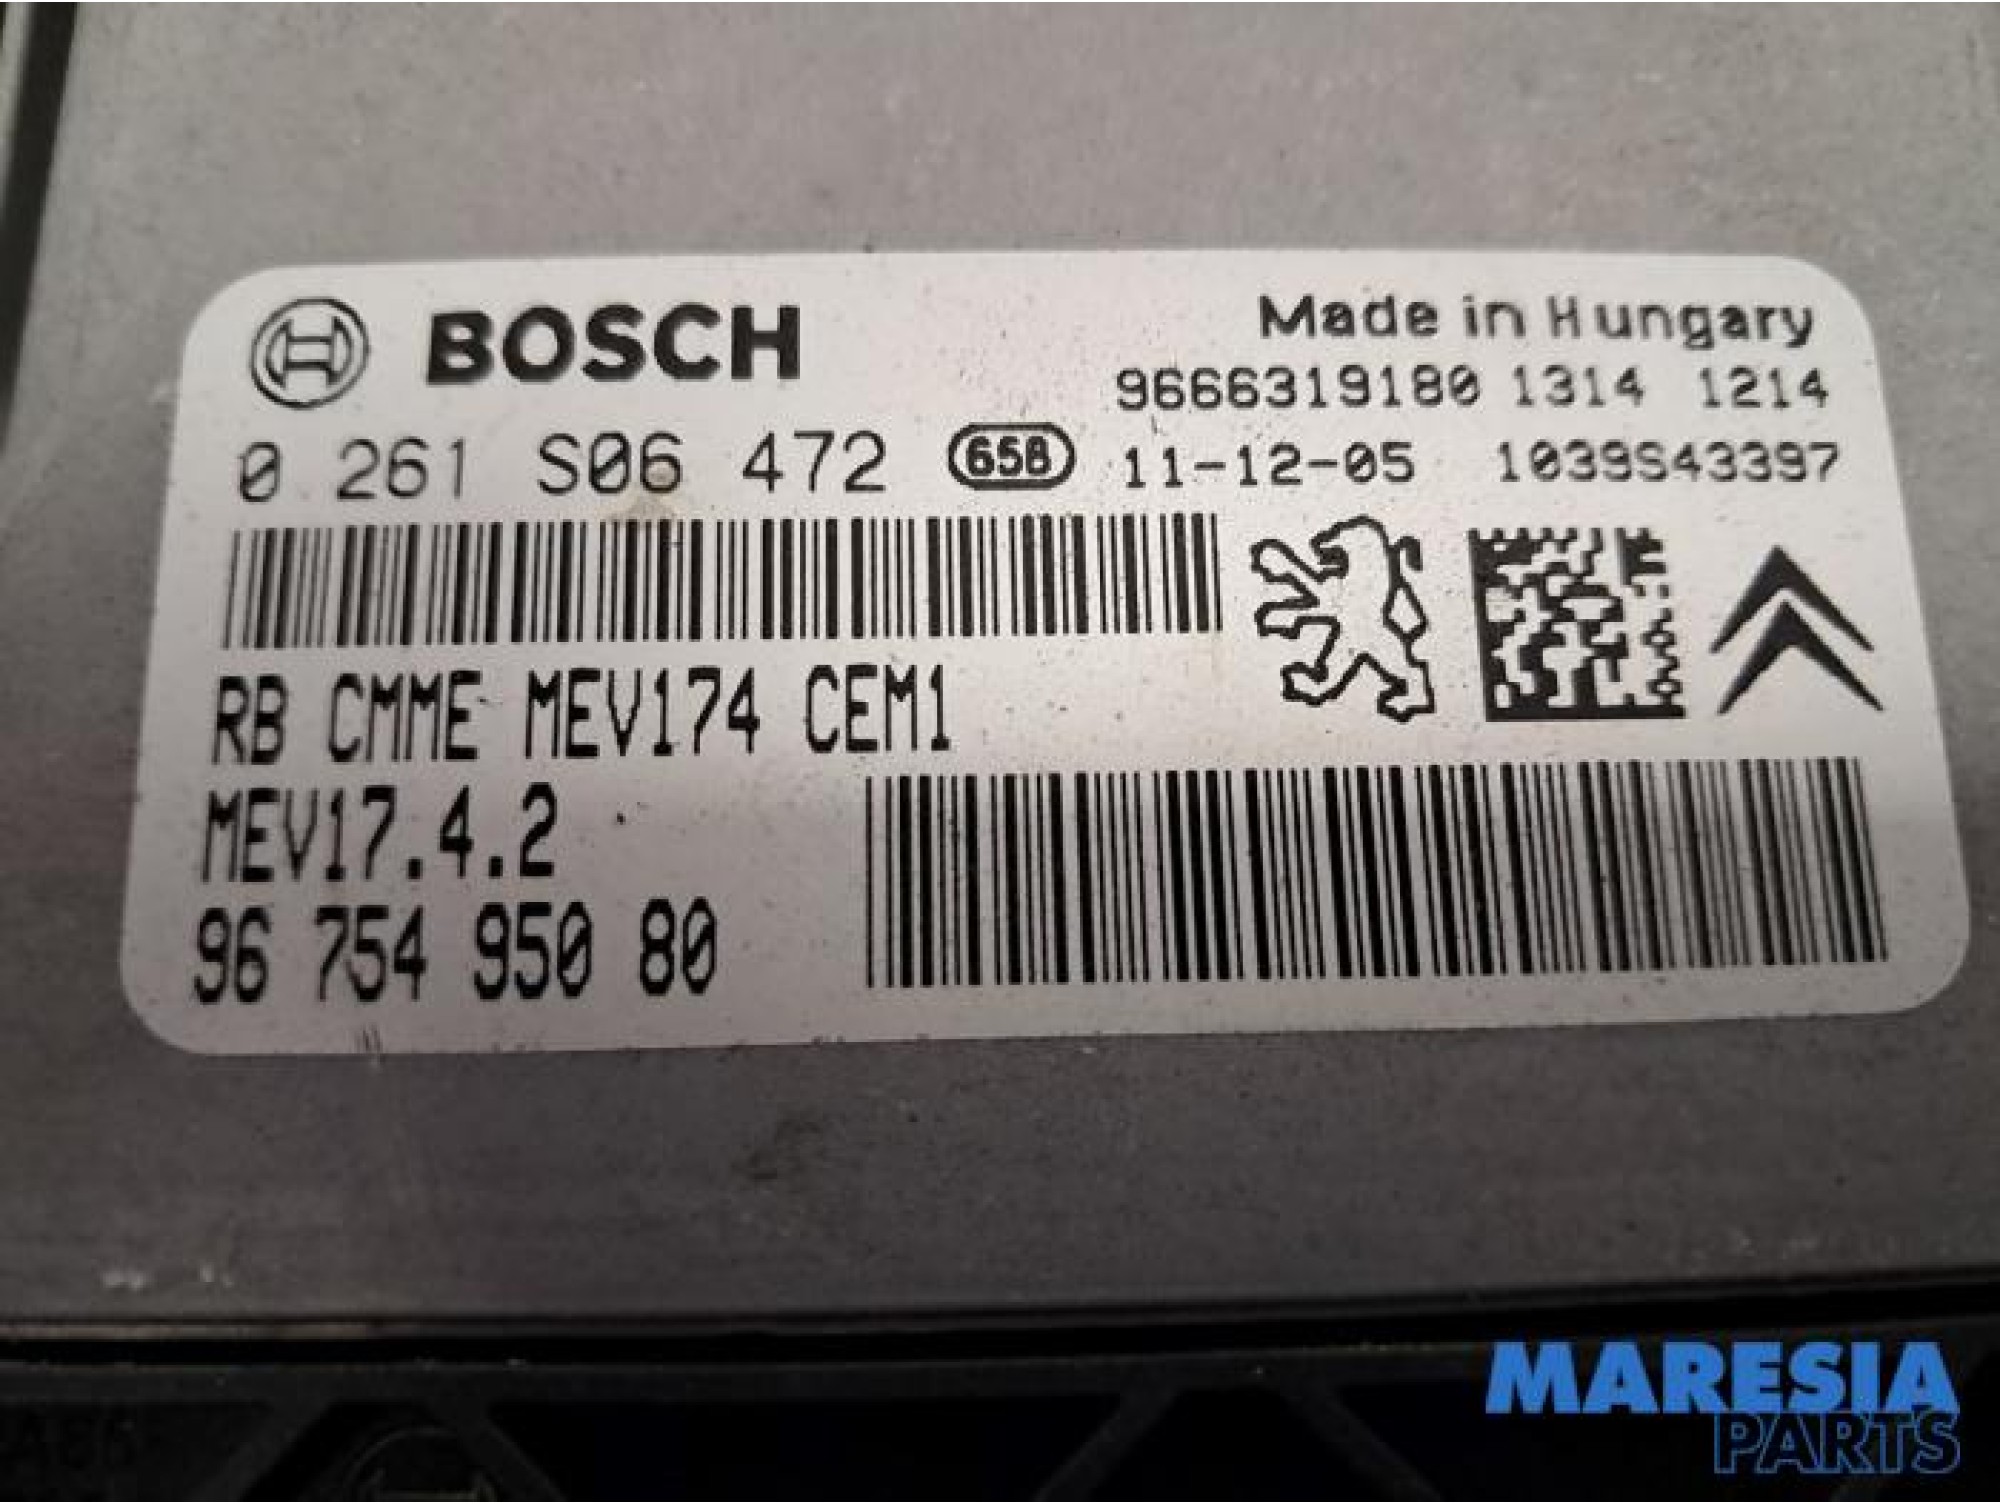 BOSCH
Made in Hungary
9666319180 1314 1214
0 261 S06 472 658 11-12-05 1039S43397
RB CMME MEV174 CEM1
MEV17.4.2
96 754 950 80
MARESIA
PARTS